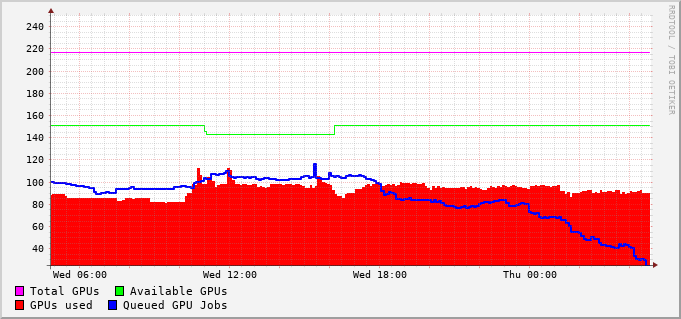 240
220
200
180
160
140
120
100
80
60
40
Wed 06:00 Wed 12:00 Wed 18:00 Thu 00:00
Total GPUs Available GPUs
GPUs used Queued GPU Jobs
RRDTOOL / TOBI OETIKER